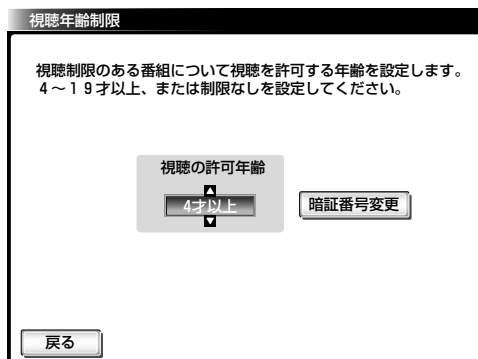 視聴年齢制限
視聴制限のある番組について視聴を許可する年齢を設定します。
4～19才以上、または制限なしを設定してください。
視聴の許可年齢
4才以上
暗証番号変更
戻る